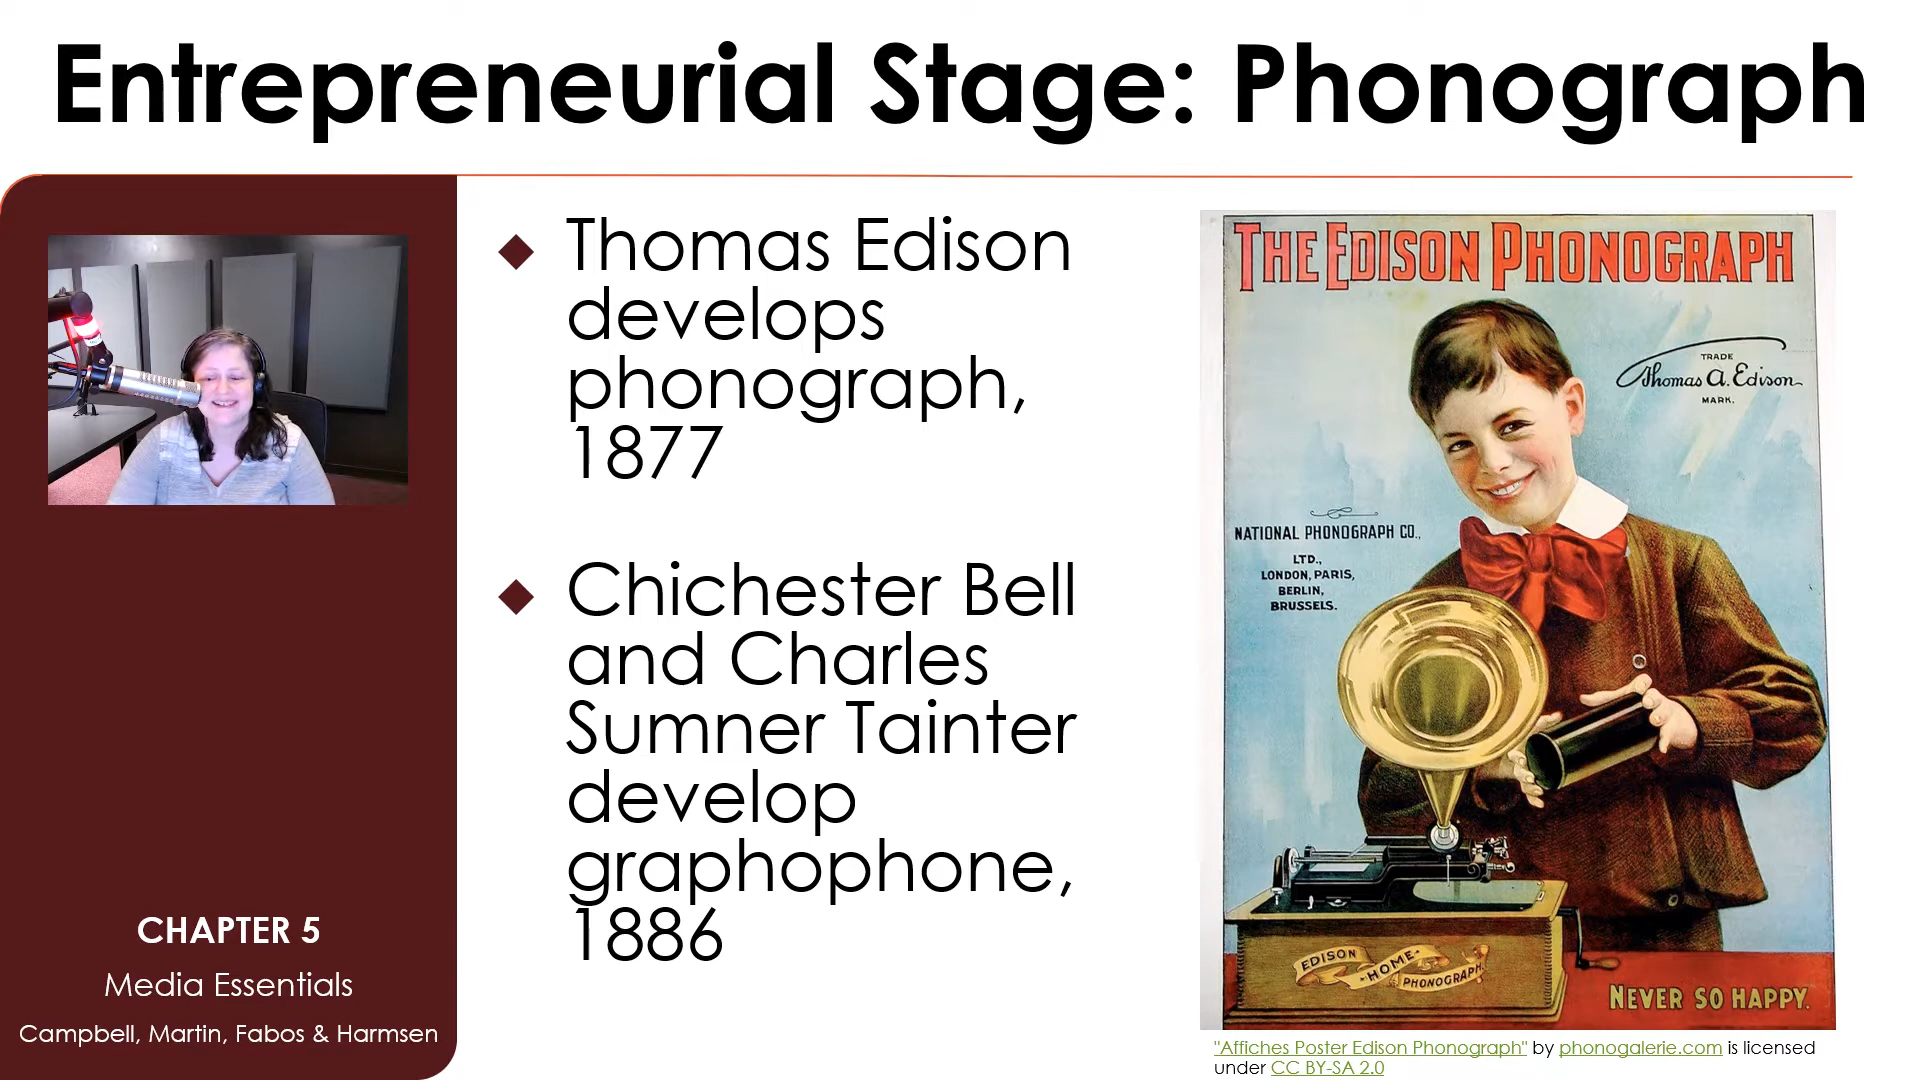 Entrepreneurial Stage: Phonograph
Thomas Edison
develops
phonograph,
1877
Chichester Bell
and Charles
Sumner Tainter
develop
graphophone,
1886
CHAPTER 5
Media Essentials
Campbell, Martin, Fabos & Harmsen
THE EDISON PHONOGRAPH
TRADE
Thomas A. Edison
MARK.
NATIONAL PHONOGRAPH CO.,
LTD.,
LONDON, PARIS,
BERLIN,
BRUSSELS.
EDISON
HOME
PHONOGRAPH
NEVER SO HAPPY.
"Affiches Poster Edison Phonograph" by phonogalerie.com is licensed
under CC BY-SA 2.0